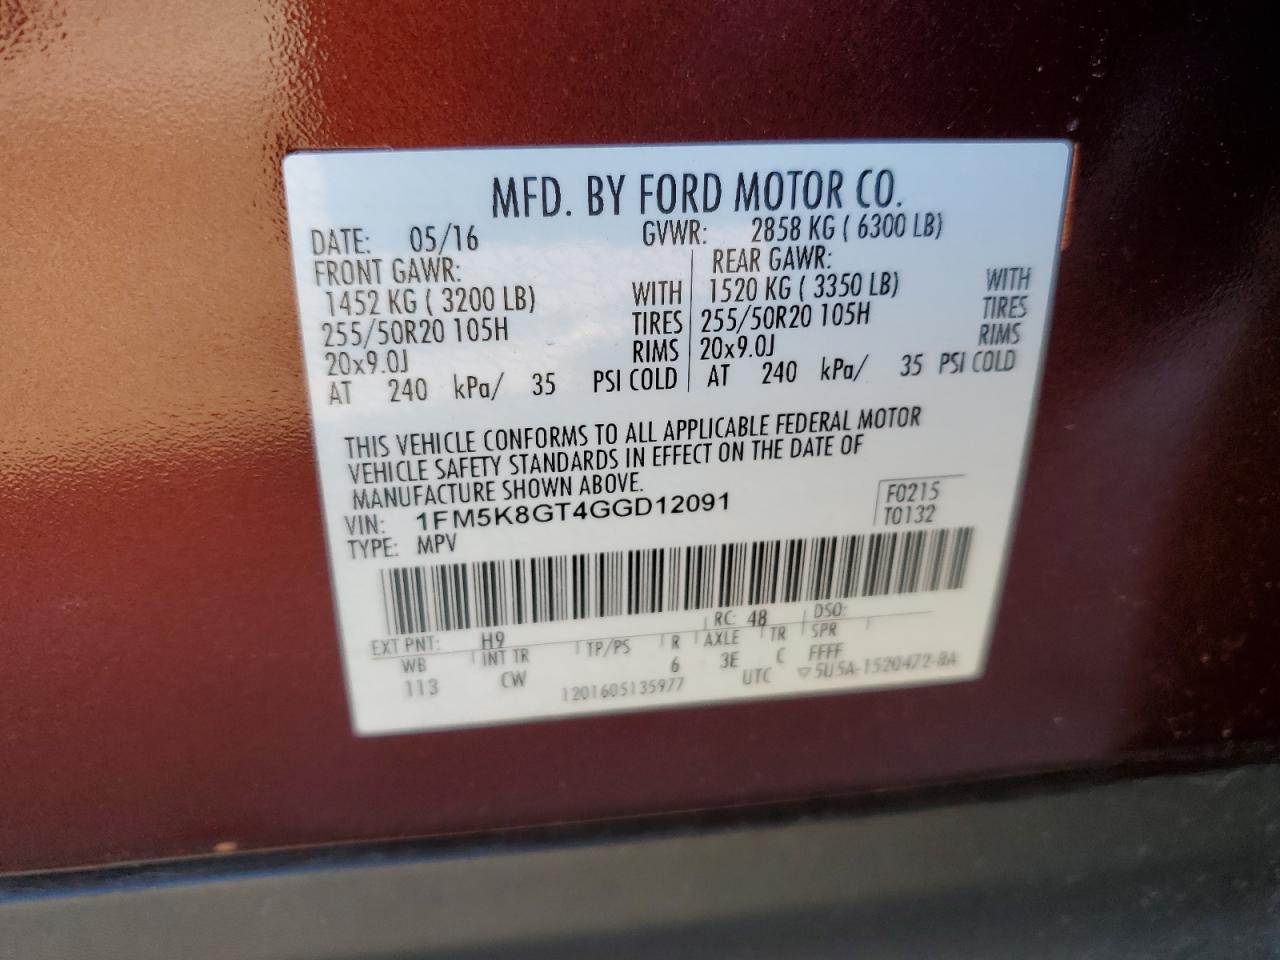 MFD. BY FORD MOTOR CO.
DATE: 05/16 GVWR: 2858 KG ( 6300 LB)
FRONT GAWR: REAR GAWR:
1452 KG ( 3200 LB) WITH 1520 KG ( 3350 LB) WITH
255/50R20 105H TIRES 255/50R20 105H TIRES
20x9.0J RIMS 20x9.0J RIMS
AT 240 kPa/ 35 PSI COLD AT 240 kPa/ 35 PSI COLD
THIS VEHICLE CONFORMS TO ALL APPLICABLE FEDERAL MOTOR
VEHICLE SAFETY STANDARDS IN EFFECT ON THE DATE OF
MANUFACTURE SHOWN ABOVE.
VIN: 1FM5K8GT4GGD12091 F0215
TYPE: MPV T0132
EXT PNT: H9 RC: 48 DSO:
WB INT TR TP/PS R AXLE TR SPR
113 CW 6 3E C FFFF
1201605135977 UTC ▽5U5A-1520472-BA